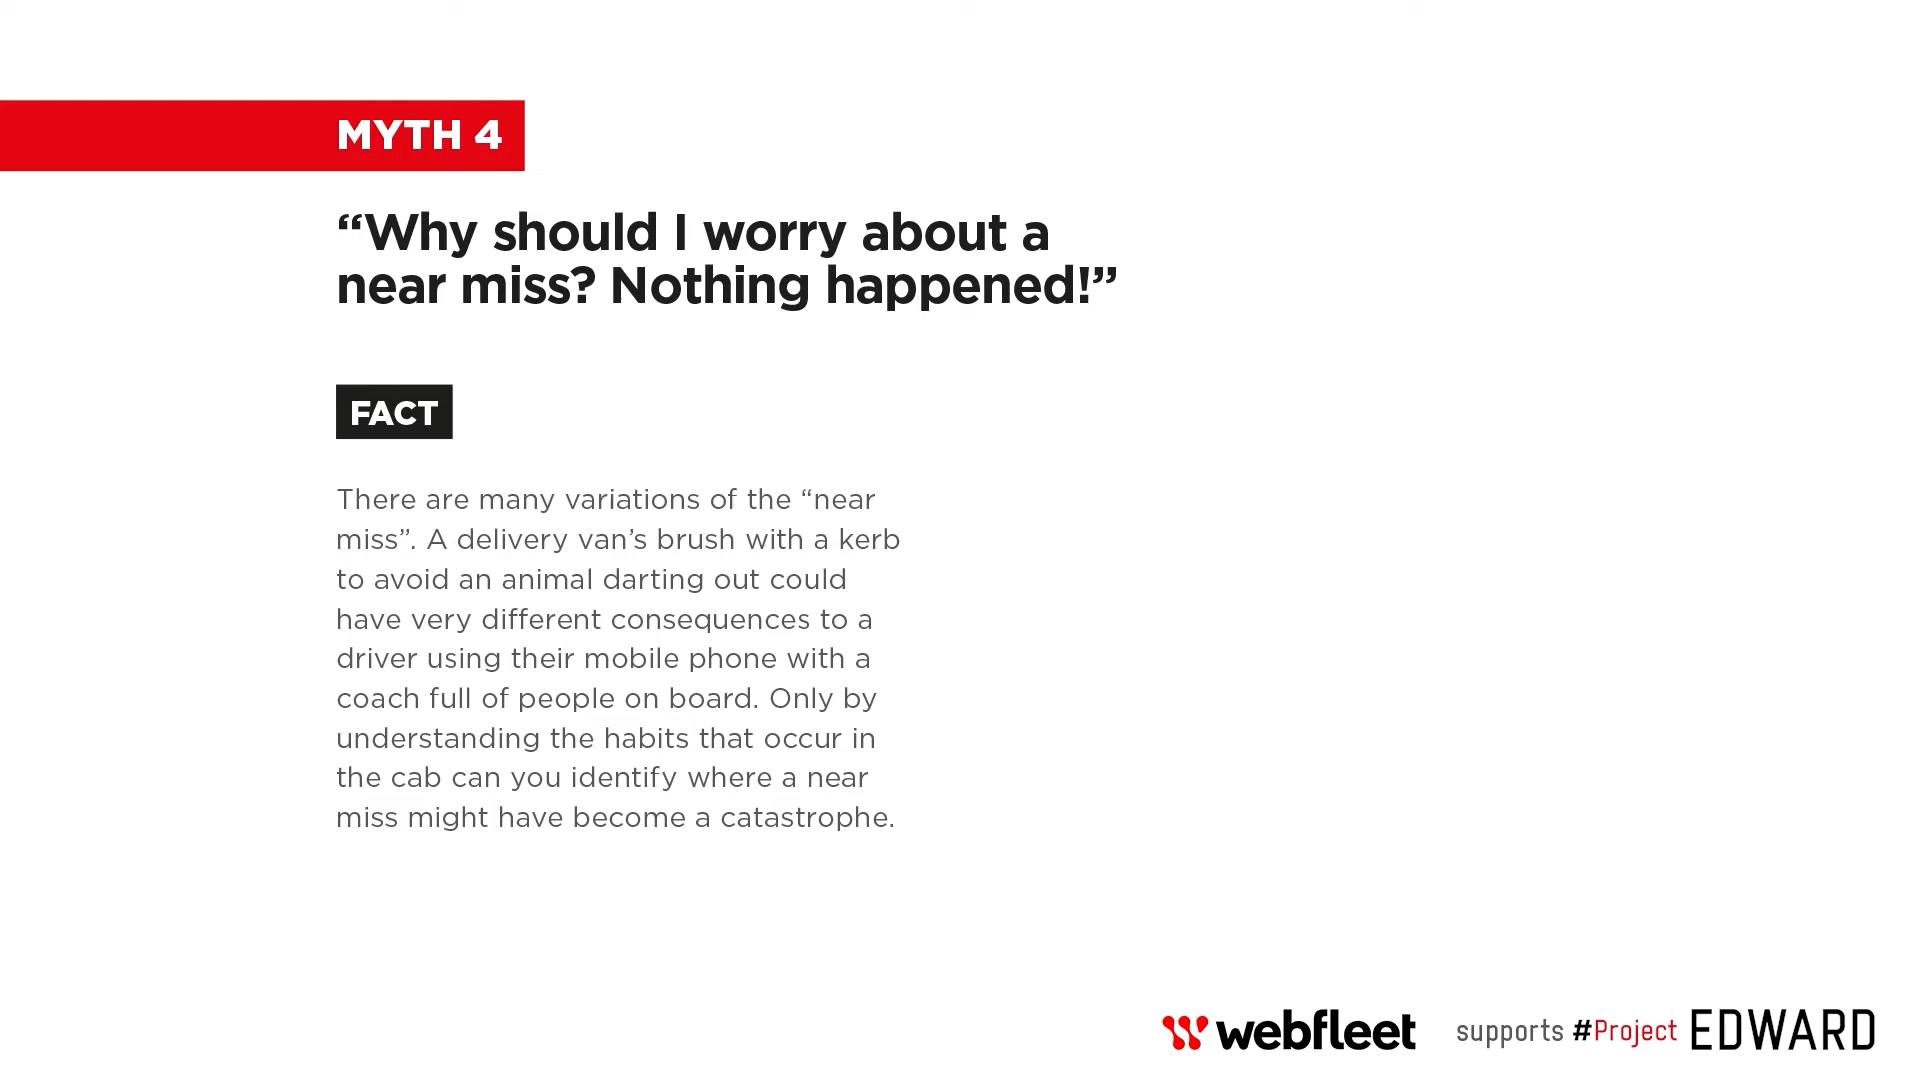 MYTH 4
“Why should I worry about a
near miss? Nothing happened!”
FACT
There are many variations of the “near
miss”. A delivery van’s brush with a kerb
to avoid an animal darting out could
have very different consequences to a
driver using their mobile phone with a
coach full of people on board. Only by
understanding the habits that occur in
the cab can you identify where a near
miss might have become a catastrophe.
webfleet supports #Project EDWARD